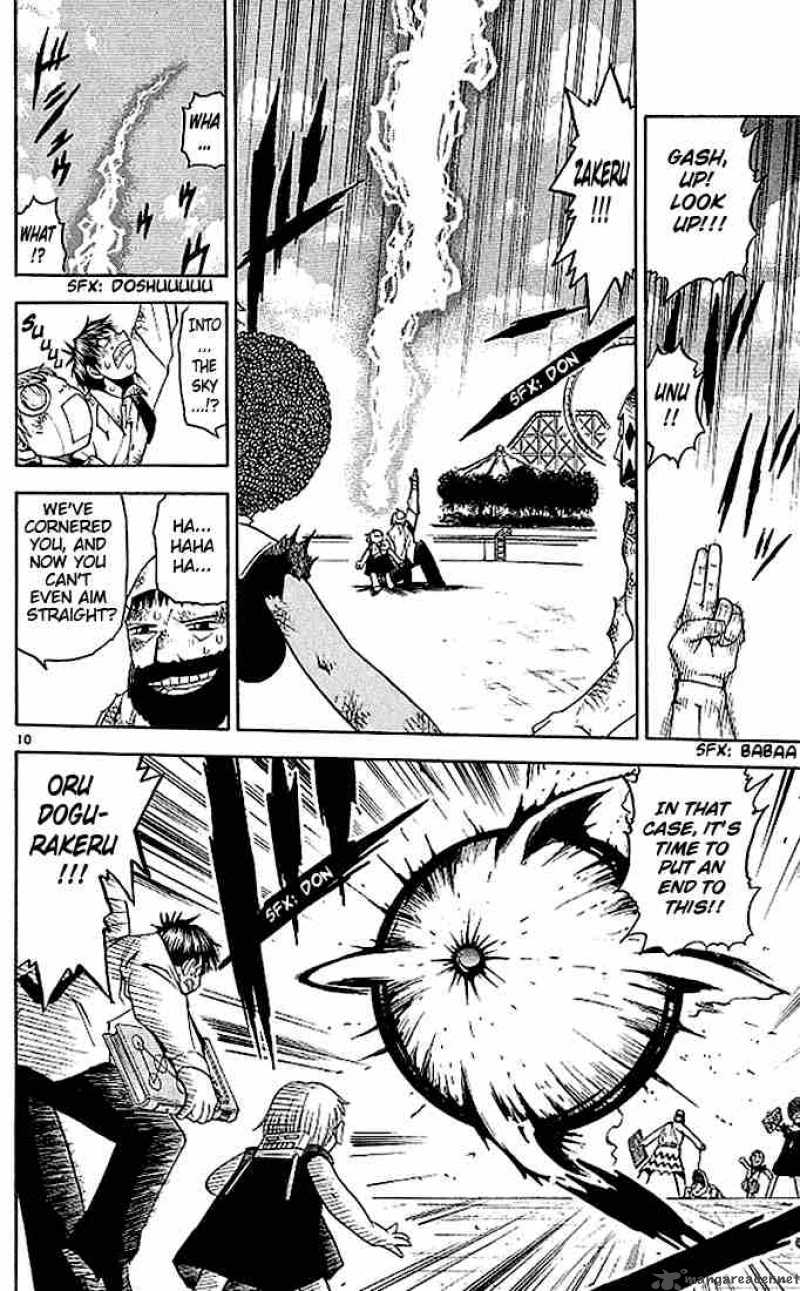 GASH,
UP!
LOOK
UP!!!
UNU
!!
SFX: BABAA
ZAKERU
!!!
SFX: DON
WHA
...
WHAT
!?
SFX: DOSHUUUUU
INTO
...
THE
SKY
...!?
SUUUU
HA...
HAHA
HA...
WE'VE
CORNERED
YOU, AND
NOW YOU
CAN'T
EVEN AIM
STRAIGHT?
10
IN THAT
CASE, IT'S
TIME TO
PUT AN
END TO
THIS!!
SFX: DON
ORU
DOGU-
RAKERU
!!!
mangareader.net